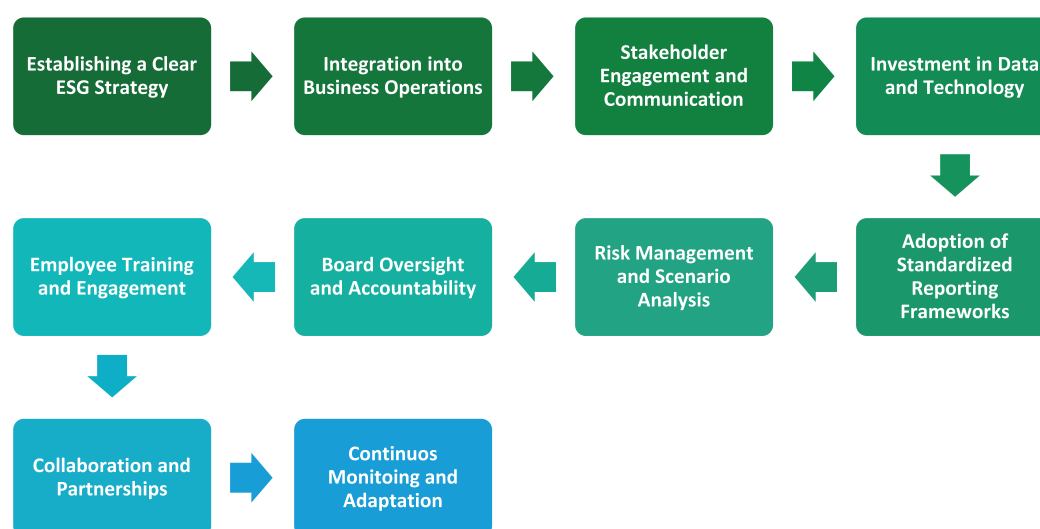 Establishing a Clear
ESG Strategy
Integration into
Business Operations
Stakeholder
Engagement and
Communication
Investment in Data
and Technology
Adoption of
Standardized
Reporting
Frameworks
Risk Management
and Scenario
Analysis
Board Oversight
and Accountability
Employee Training
and Engagement
Collaboration and
Partnerships
Continuos
Monitoing and
Adaptation